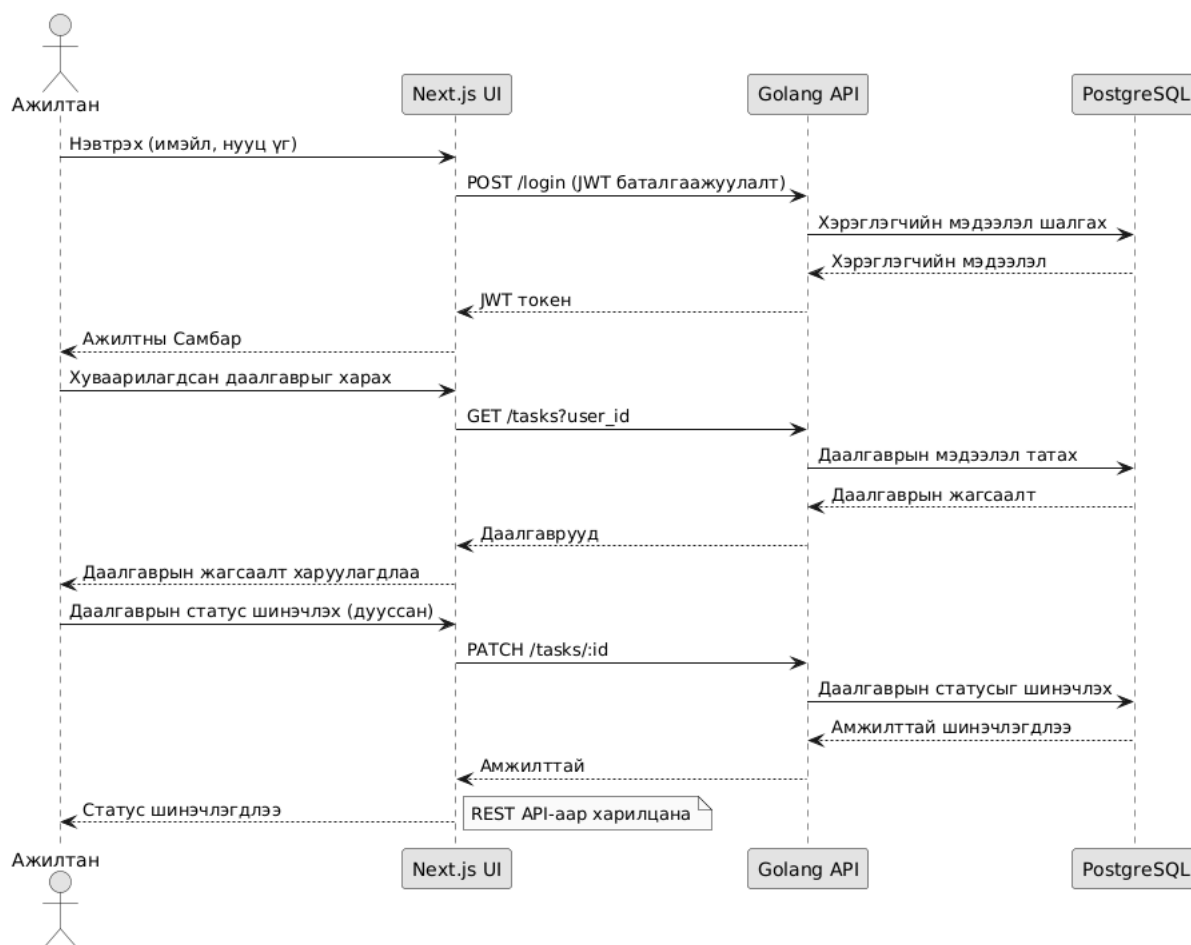 Ажилтан
Next.js UI
Golang API
PostgreSQL
Нэвтрэх (имэйл, нууц үг)
POST /login (JWT баталгаажуулалт)
Хэрэглэгчийн мэдээлэл шалгах
Хэрэглэгчийн мэдээлэл
JWT токен
Ажилтны Самбар
Хуваарилагдсан даалгаврыг харах
GET /tasks?user_id
Даалгаврын мэдээлэл татах
Даалгаврын жагсаалт
Даалгаврууд
Даалгаврын жагсаалт харуулагдлаа
Даалгаврын статус шинэчлэх (дууссан)
PATCH /tasks/:id
Даалгаврын статусыг шинэчлэх
Амжилттай шинэчлэгдлээ
Амжилттай
Статус шинэчлэгдлээ
REST API-аар харилцана
Ажилтан
Next.js UI
Golang API
PostgreSQL